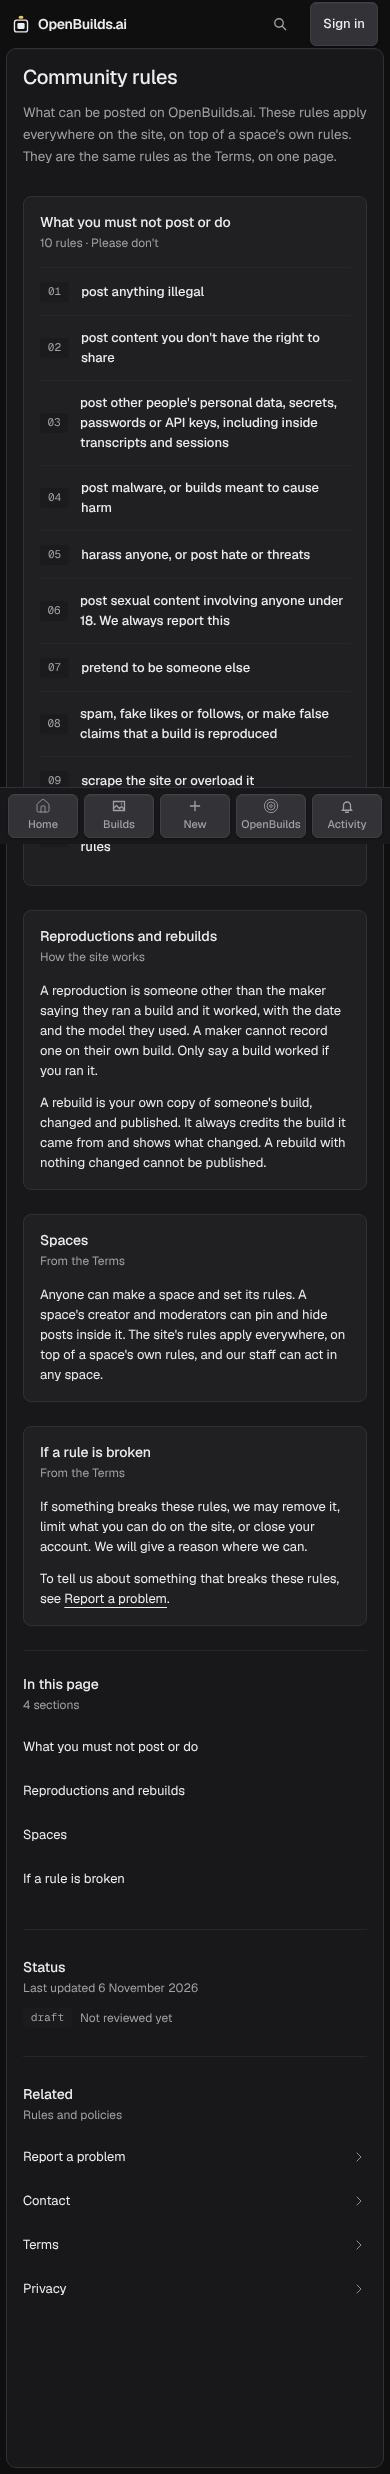 OpenBuilds.ai
Sign in
Community rules
What can be posted on OpenBuilds.ai. These rules apply
everywhere on the site, on top of a space's own rules.
They are the same rules as the Terms, on one page.
What you must not post or do
10 rules · Please don't
01 post anything illegal
02 post content you don't have the right to
share
03 post other people's personal data, secrets,
passwords or API keys, including inside
transcripts and sessions
04 post malware, or builds meant to cause
harm
05 harass anyone, or post hate or threats
06 post sexual content involving anyone under
18. We always report this
07 pretend to be someone else
08 spam, fake likes or follows, or make false
claims that a build is reproduced
09 scrape the site or overload it
Home
Builds
New
OpenBuilds
Activity
rules
Reproductions and rebuilds
How the site works
A reproduction is someone other than the maker
saying they ran a build and it worked, with the date
and the model they used. A maker cannot record
one on their own build. Only say a build worked if
you ran it.
A rebuild is your own copy of someone's build,
changed and published. It always credits the build it
came from and shows what changed. A rebuild with
nothing changed cannot be published.
Spaces
From the Terms
Anyone can make a space and set its rules. A
space's creator and moderators can pin and hide
posts inside it. The site's rules apply everywhere, on
top of a space's own rules, and our staff can act in
any space.
If a rule is broken
From the Terms
If something breaks these rules, we may remove it,
limit what you can do on the site, or close your
account. We will give a reason where we can.
To tell us about something that breaks these rules,
see Report a problem.
In this page
4 sections
What you must not post or do
Reproductions and rebuilds
Spaces
If a rule is broken
Status
Last updated 6 November 2026
draft Not reviewed yet
Related
Rules and policies
Report a problem
Contact
Terms
Privacy